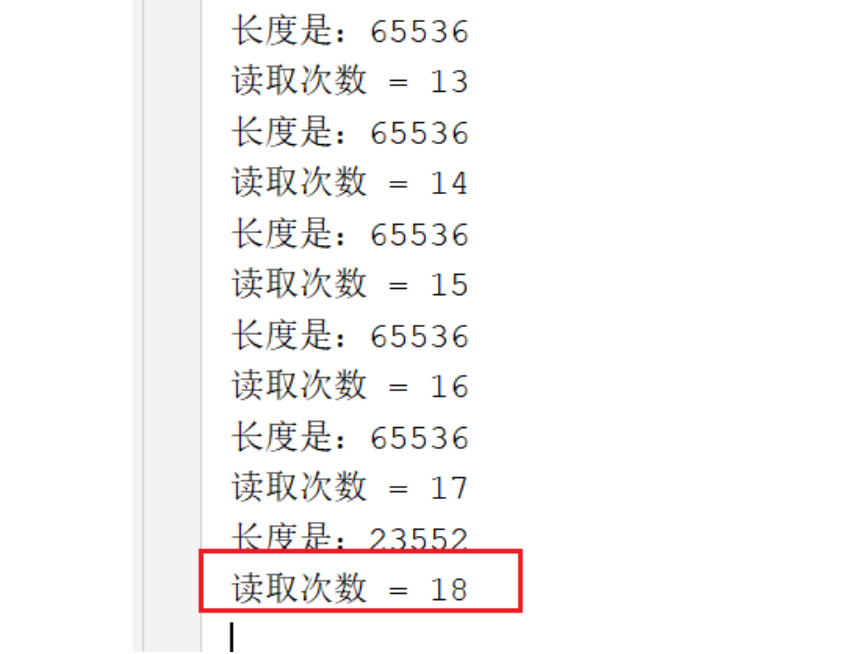 长度是：65536
读取次数 = 13
长度是：65536
读取次数 = 14
长度是：65536
读取次数 = 15
长度是：65536
读取次数 = 16
长度是：65536
读取次数 = 17
长度是：23552
读取次数 = 18